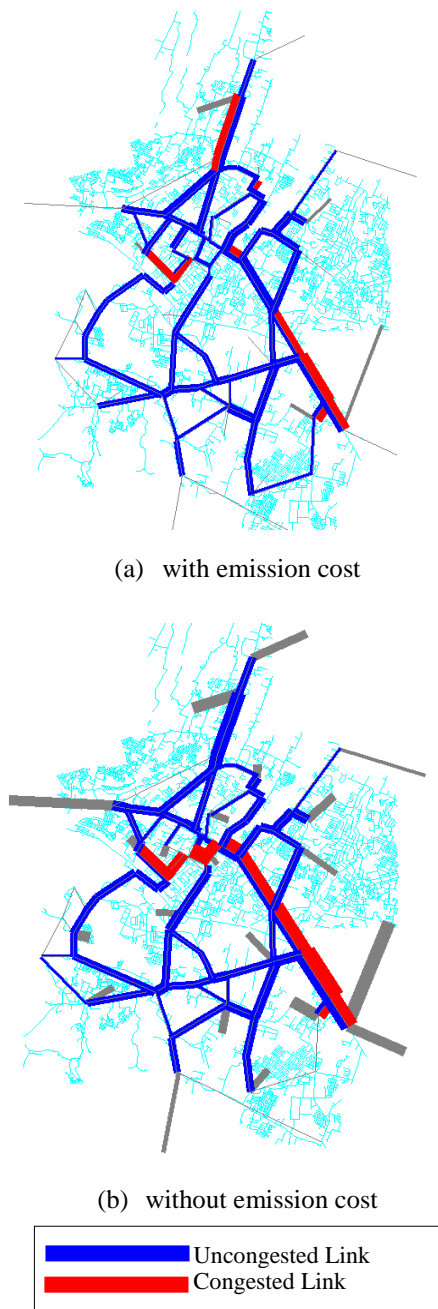 (a) with emission cost
(b) without emission cost
Uncongested Link
Congested Link